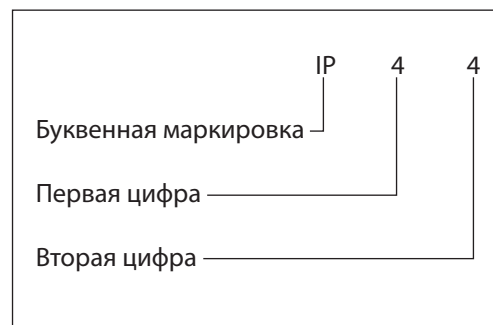 IP 4 4
Буквенная маркировка
Первая цифра
Вторая цифра